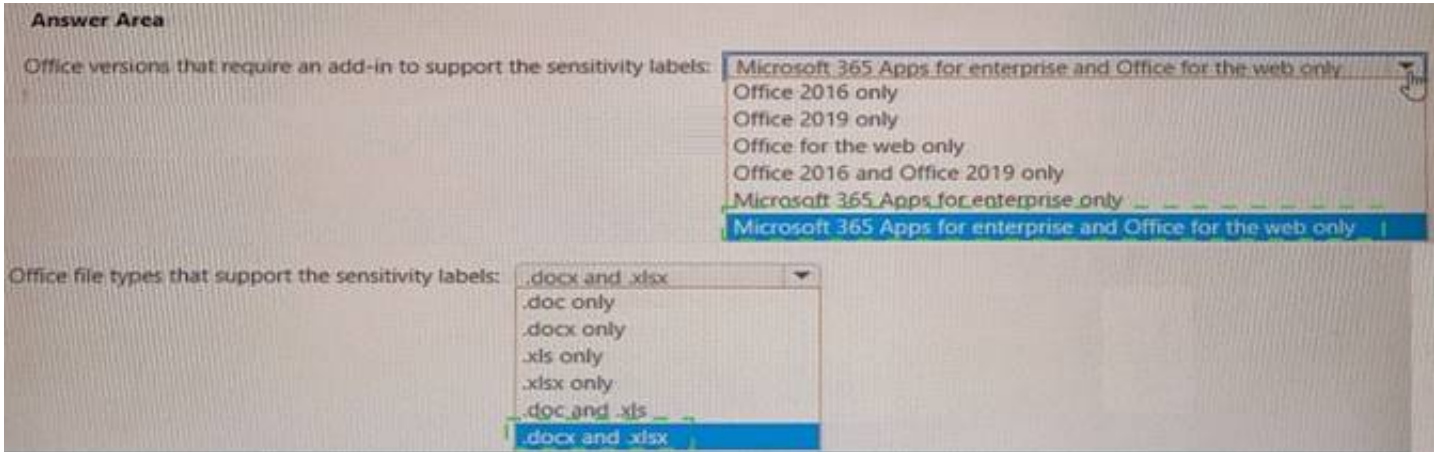 Answer Area
Office versions that require an add-in to support the sensitivity labels: Microsoft 365 Apps for enterprise and Office for the web only
Office 2016 only
Office 2019 only
Office for the web only
Office 2016 and Office 2019 only
Microsoft 365 Apps for enterprise only
Microsoft 365 Apps for enterprise and Office for the web only
Office file types that support the sensitivity labels: .docx and .xlsx
.doc only
.docx only
.xls only
.xlsx only
.doc and .xls
.docx and .xlsx